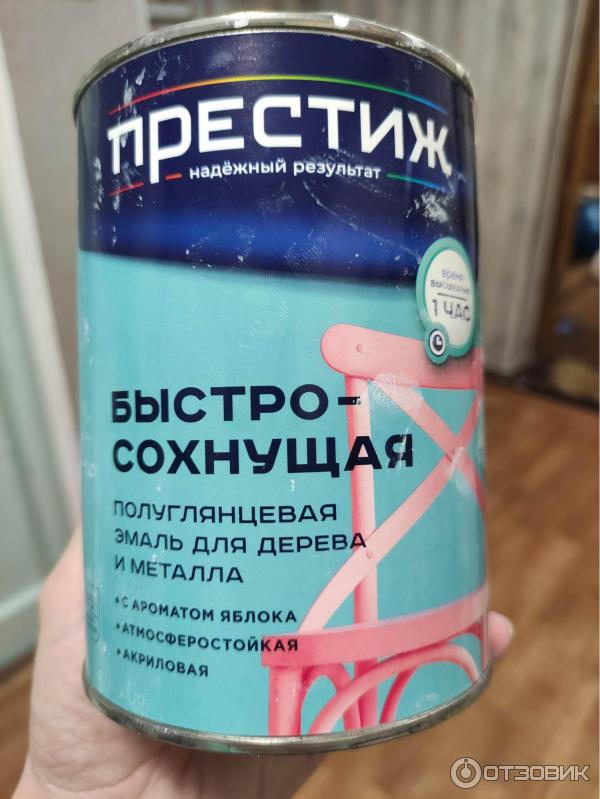 ПРЕСТИЖ
надёжный результат
время
высыхания
1 ЧАС
БЫСТРО-
СОХНУЩАЯ
ПОЛУГЛЯНЦЕВАЯ
ЭМАЛЬ ДЛЯ ДЕРЕВА
И МЕТАЛЛА
• С АРОМАТОМ ЯБЛОКА
• АТМОСФЕРОСТОЙКАЯ
• АКРИЛОВАЯ
ОТЗОВИК